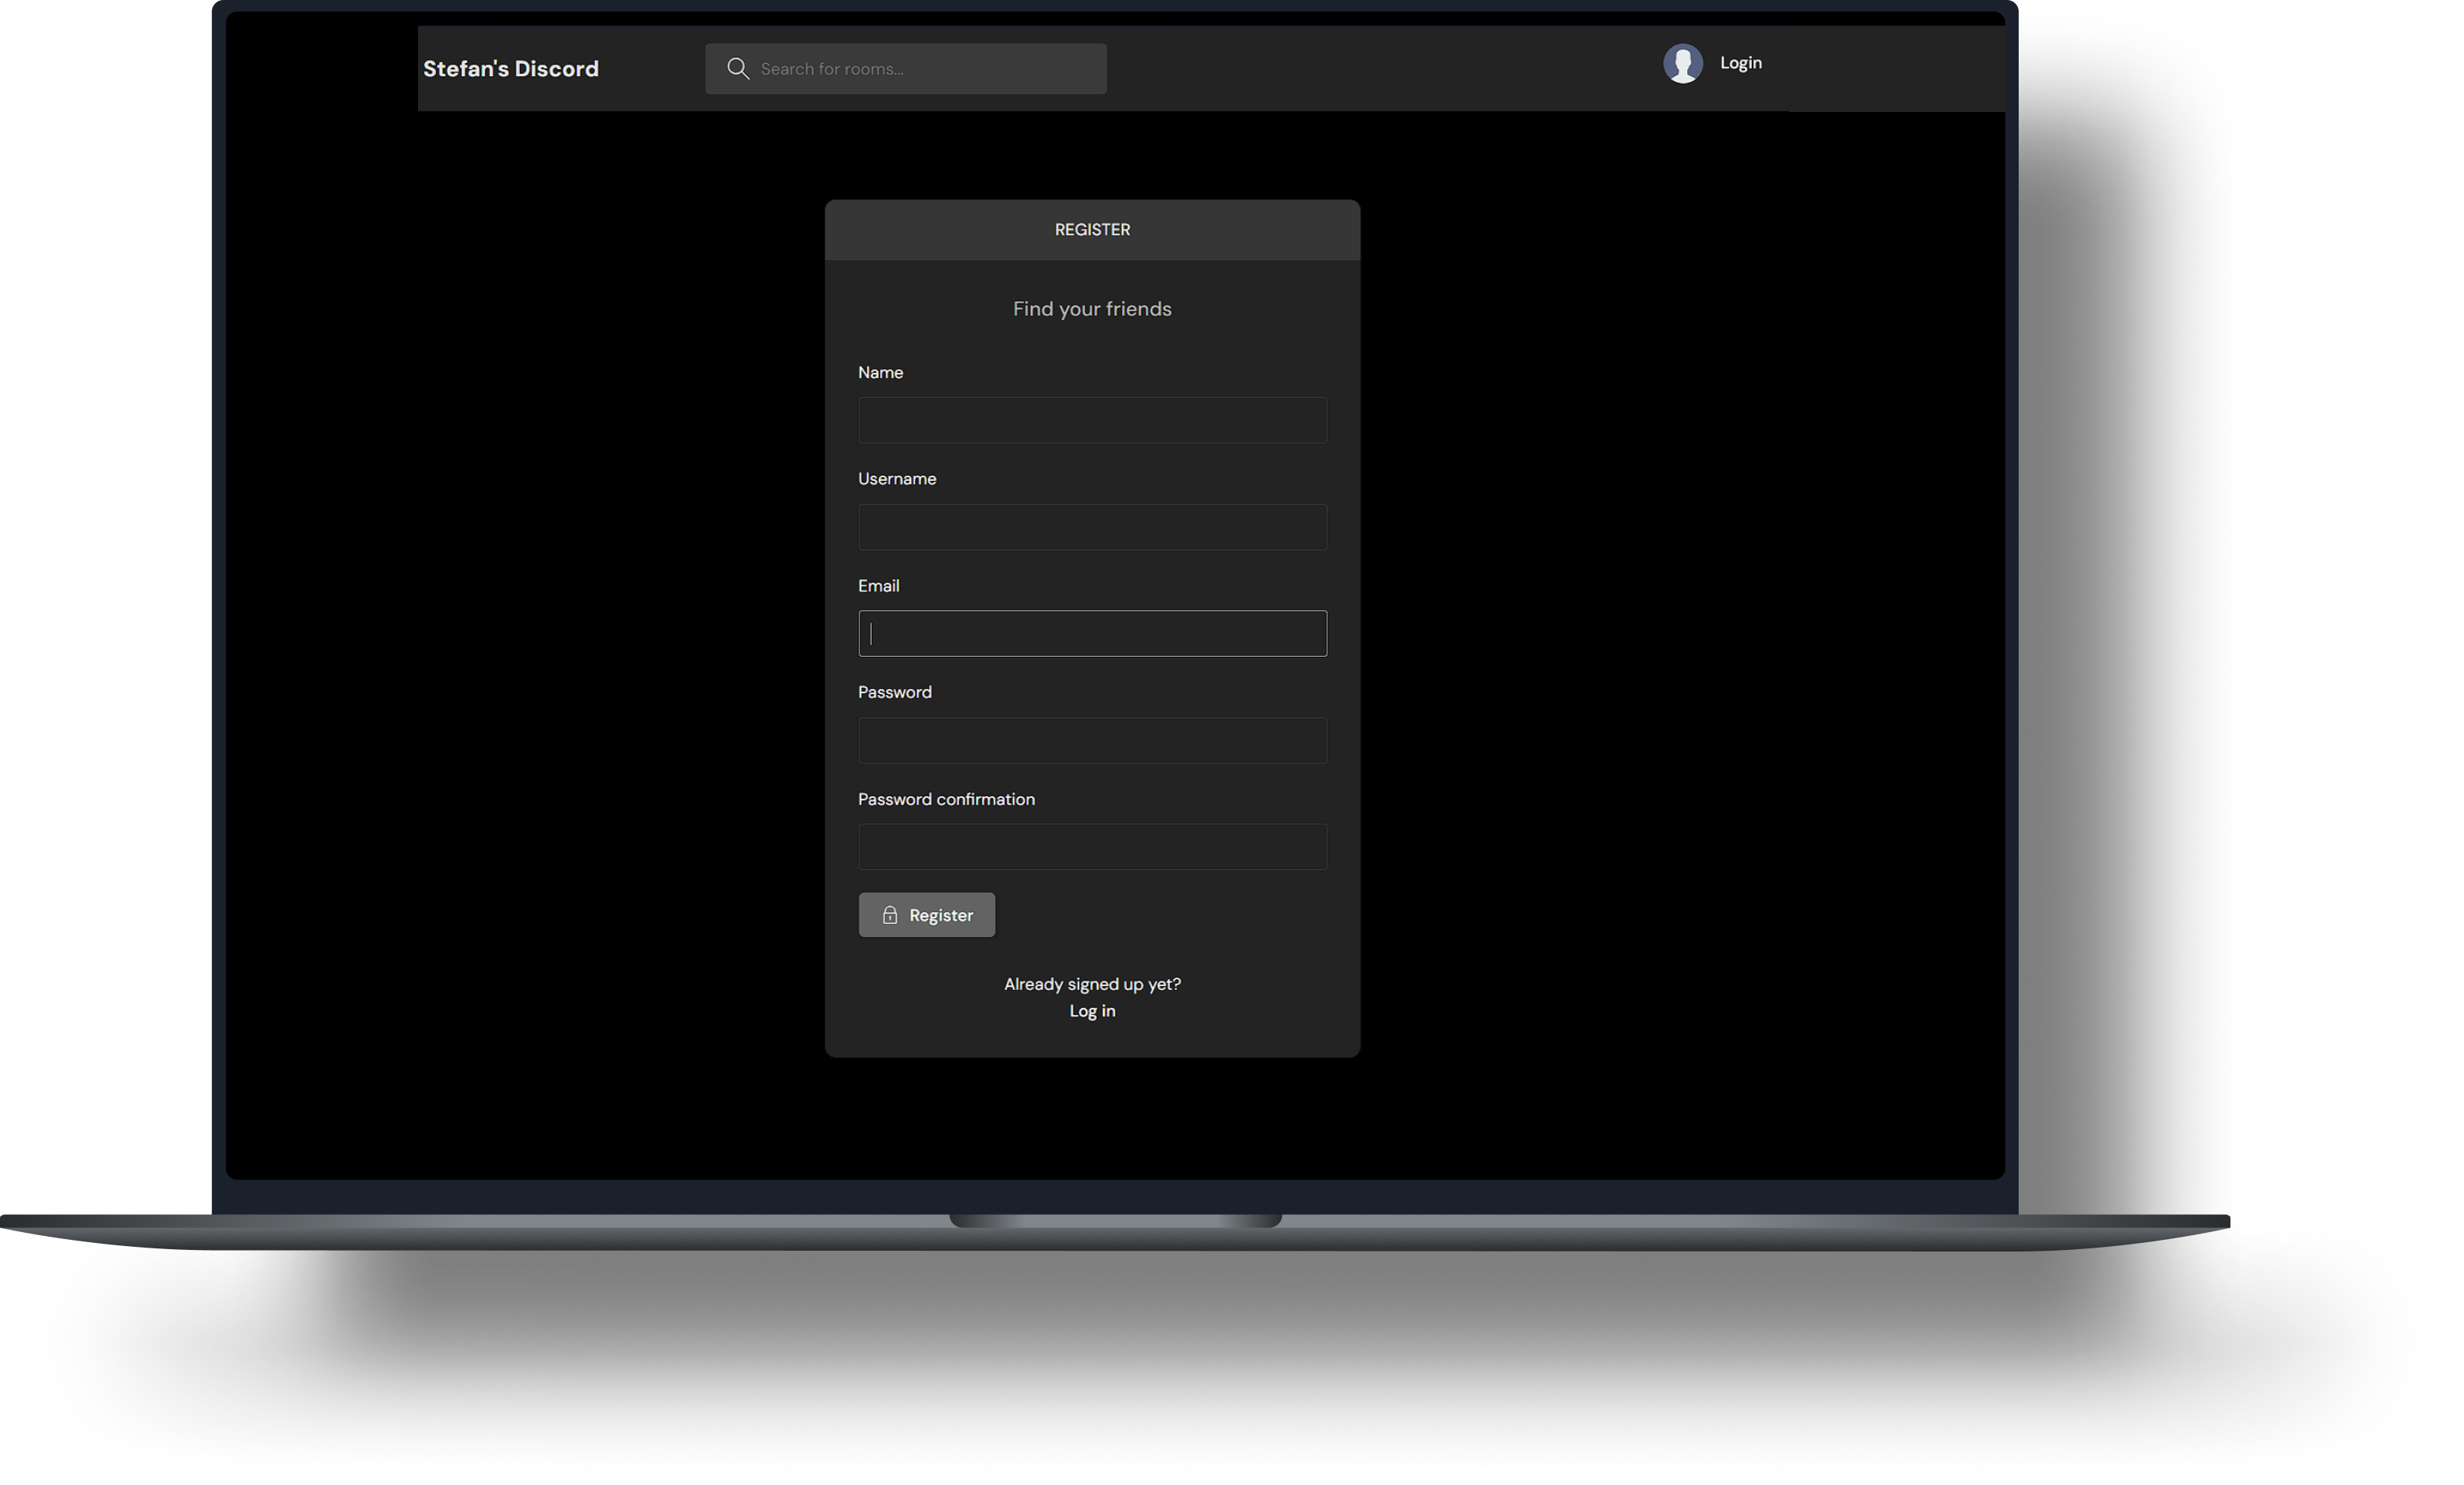 Stefan's Discord
Search for rooms...
Login
REGISTER
Find your friends
Name
Username
Email
Password
Password confirmation
Register
Already signed up yet?
Log in